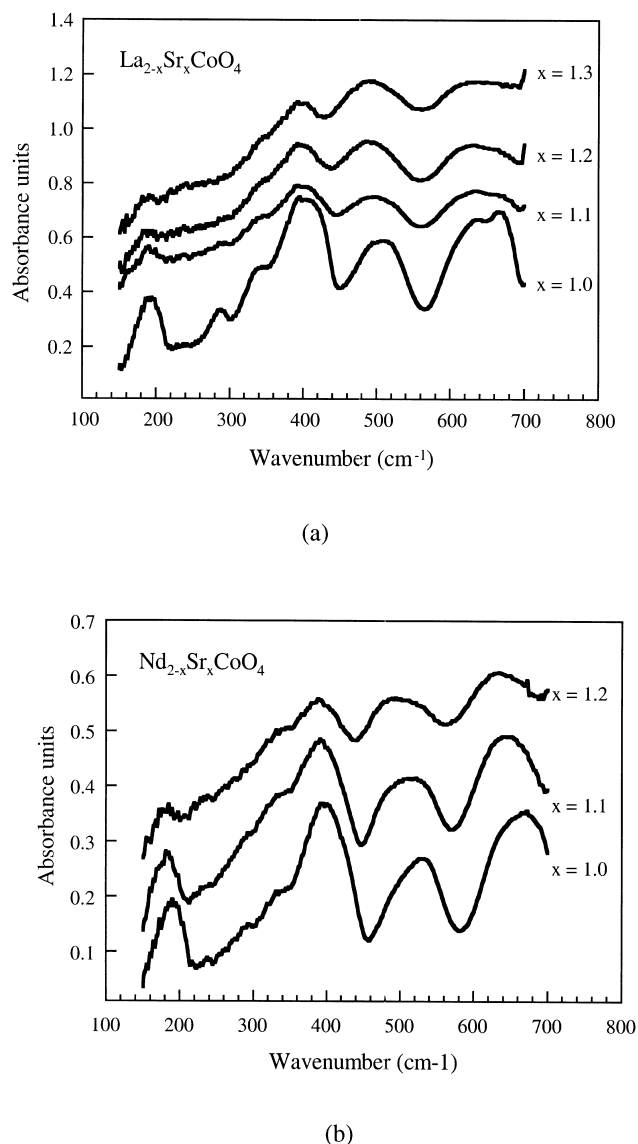 1.4
La2-xSrxCoO4
x = 1.3
1.2
x = 1.2
1.0
Absorbance units
0.8
x = 1.1
0.6
x = 1.0
0.4
0.2
100 200 300 400 500 600 700 800
Wavenumber (cm-1)
(a)
0.7
Nd2-xSrxCoO4
0.6
x = 1.2
0.5
Absorbance units
0.4
x = 1.1
0.3
x = 1.0
0.2
0.1
100 200 300 400 500 600 700 800
Wavenumber (cm-1)
(b)